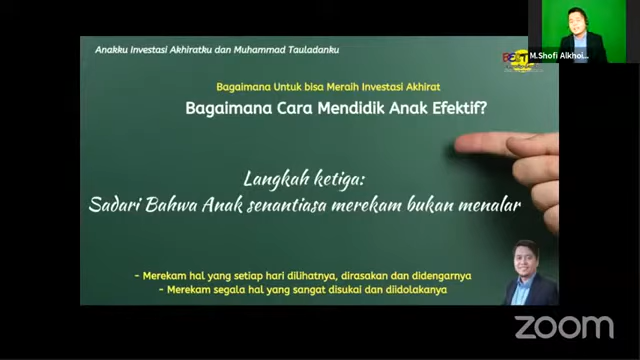 Anakku Investasi Akhiratku dan Muhammad Tauladanku
M.Shofi Alkhoi...
Bagaimana Untuk bisa Meraih Investasi Akhirat
Bagaimana Cara Mendidik Anak Efektif?
Langkah ketiga:
Sadari Bahwa Anak senantiasa merekam bukan menalar
- Merekam hal yang setiap hari dilihatnya, dirasakan dan didengarnya
- Merekam segala hal yang sangat disukai dan diidolakanya
zoom